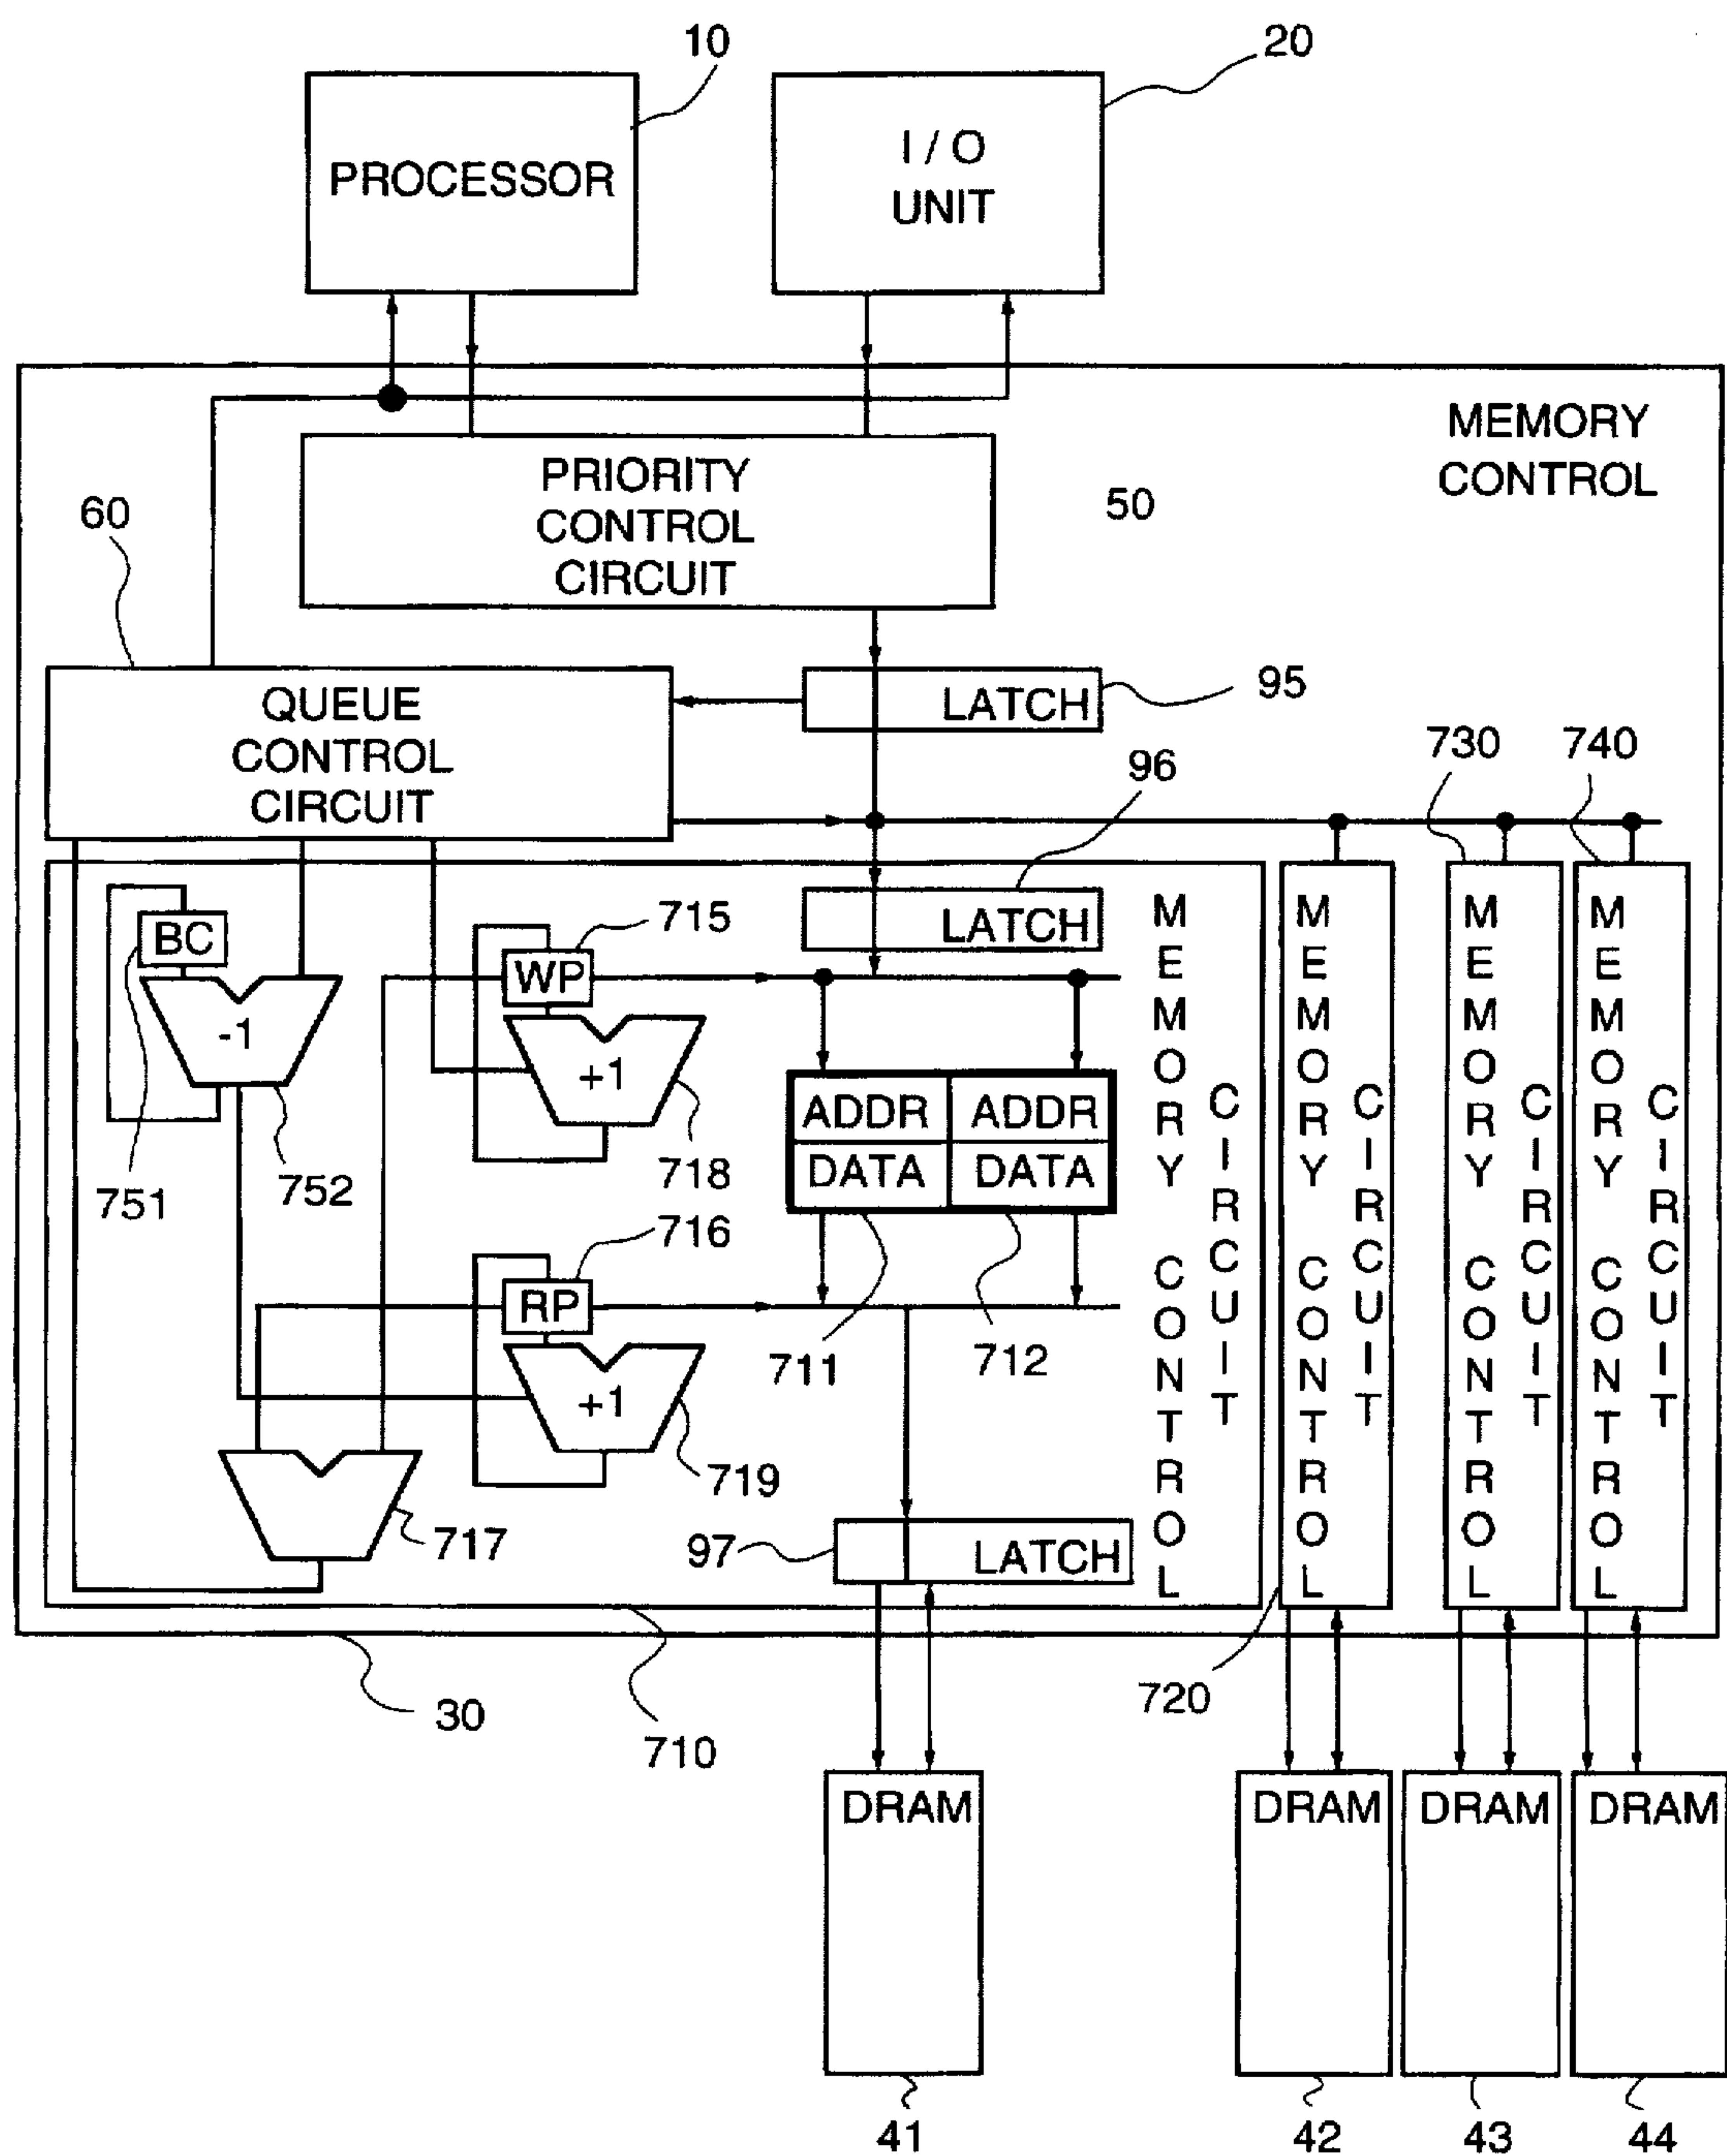 10
20
PROCESSOR
I / O
UNIT
MEMORY
CONTROL
PRIORITY
CONTROL
CIRCUIT
50
60
QUEUE
CONTROL
CIRCUIT
LATCH
95
96
730
740
BC
-1
751
752
715
WP
+1
718
LATCH
ADDR
ADDR
DATA
DATA
711
712
716
RP
+1
719
717
97
LATCH
MEMORY CONTROL
CIRCUIT
MEMORY CONTROL
CIRCUIT
MEMORY CONTROL
CIRCUIT
MEMORY CONTROL
CIRCUIT
30
710
720
DRAM
DRAM
DRAM
DRAM
41
42
43
44